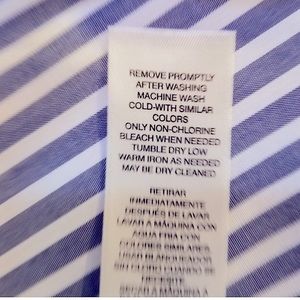 REMOVE PROMPTLY
AFTER WASHING
MACHINE WASH
COLD-WITH SIMILAR
COLORS
ONLY NON-CHLORINE
BLEACH WHEN NEEDED
TUMBLE DRY LOW
WARM IRON AS NEEDED
MAY BE DRY CLEANED
RETIRAR
INMEDIATAMENTE
DESPUÉS DE LAVAR
LAVAR A MÁQUINA CON
AGUA FRÍA CON
COLORES SIMILARES